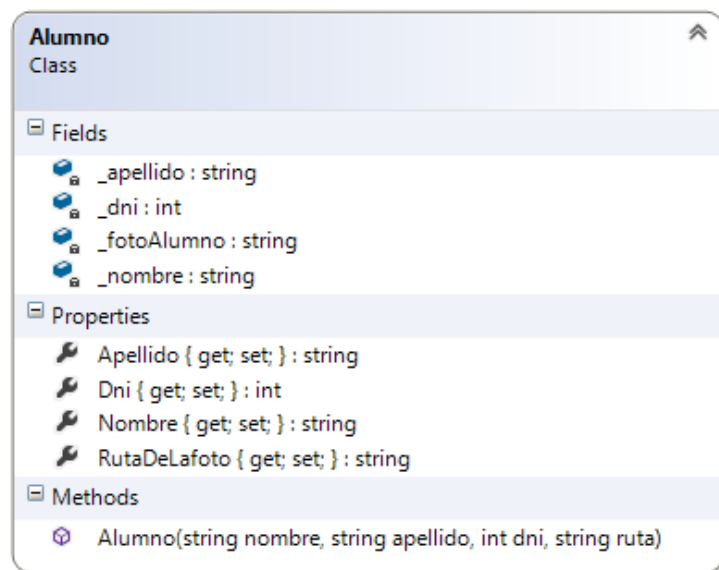 Alumno
Class
Fields
_apellido : string
_dni : int
_fotoAlumno : string
_nombre : string
Properties
Apellido { get; set; } : string
Dni { get; set; } : int
Nombre { get; set; } : string
RutaDeLafoto { get; set; } : string
Methods
Alumno(string nombre, string apellido, int dni, string ruta)